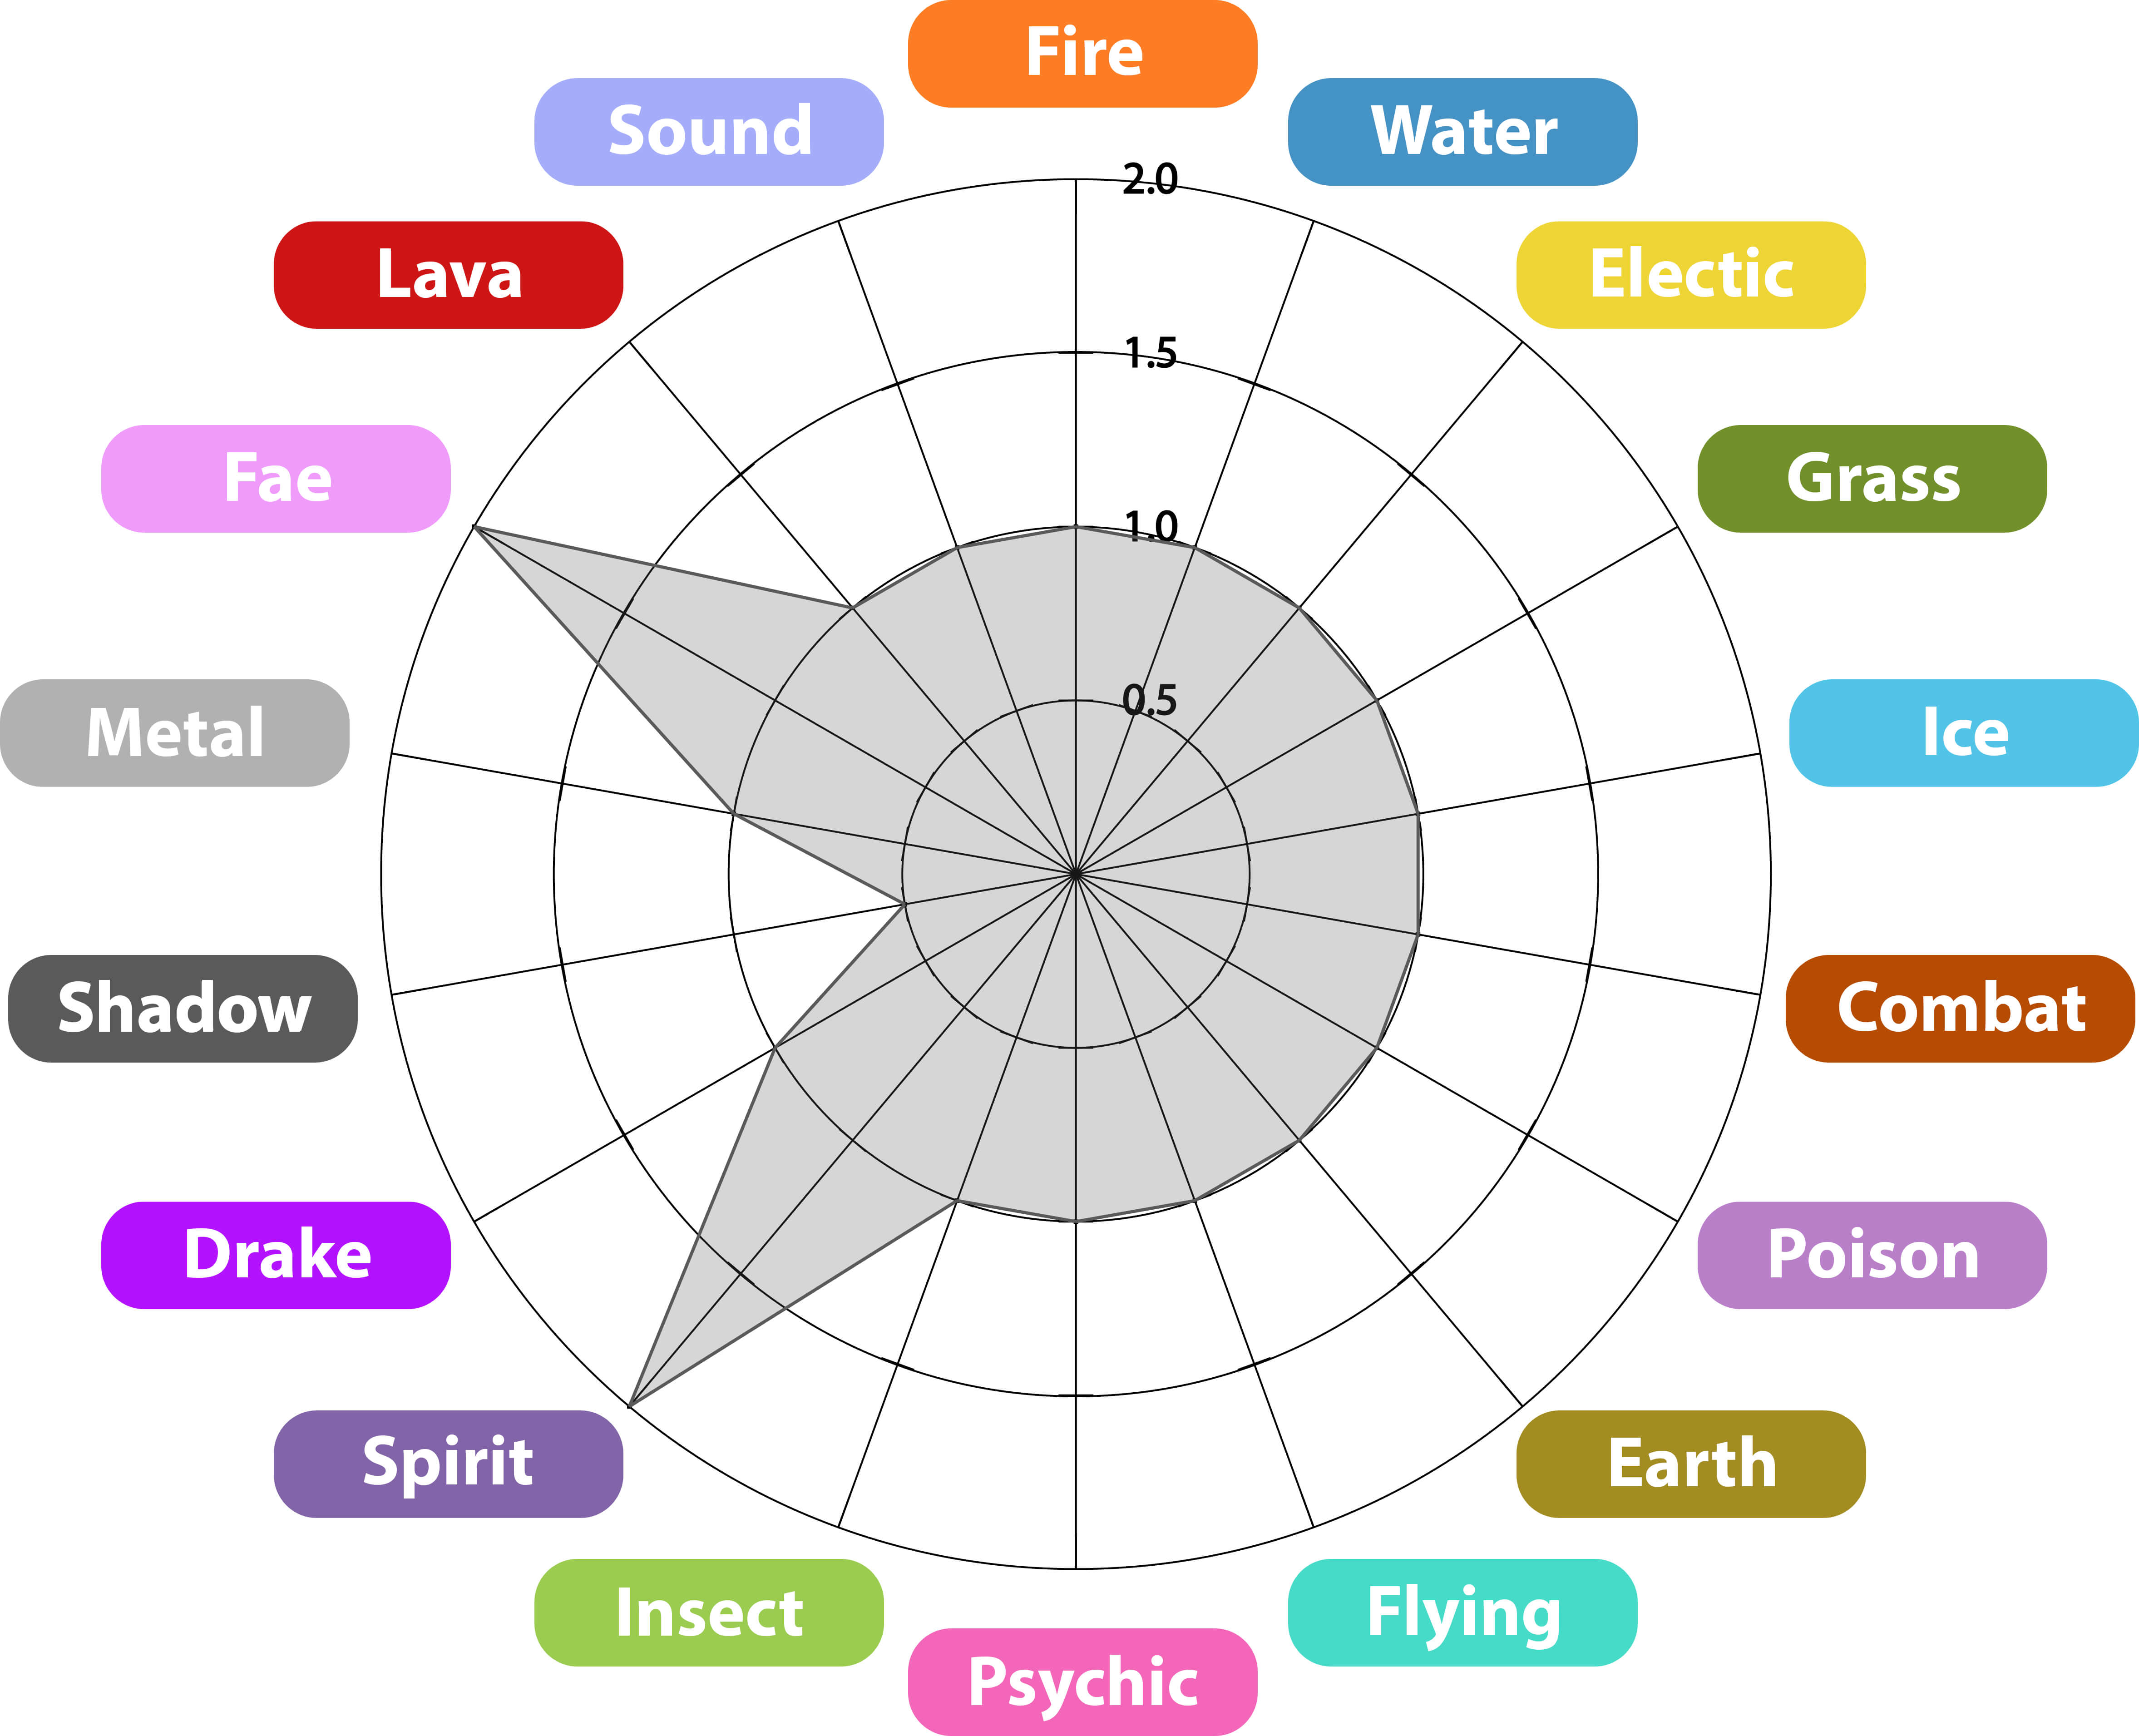 Fire
Sound
Water
2.0
Lava
Electic
1.5
Fae
Grass
1.0
0.5
Metal
Ice
Shadow
Combat
Drake
Poison
Spirit
Earth
Insect
Flying
Psychic